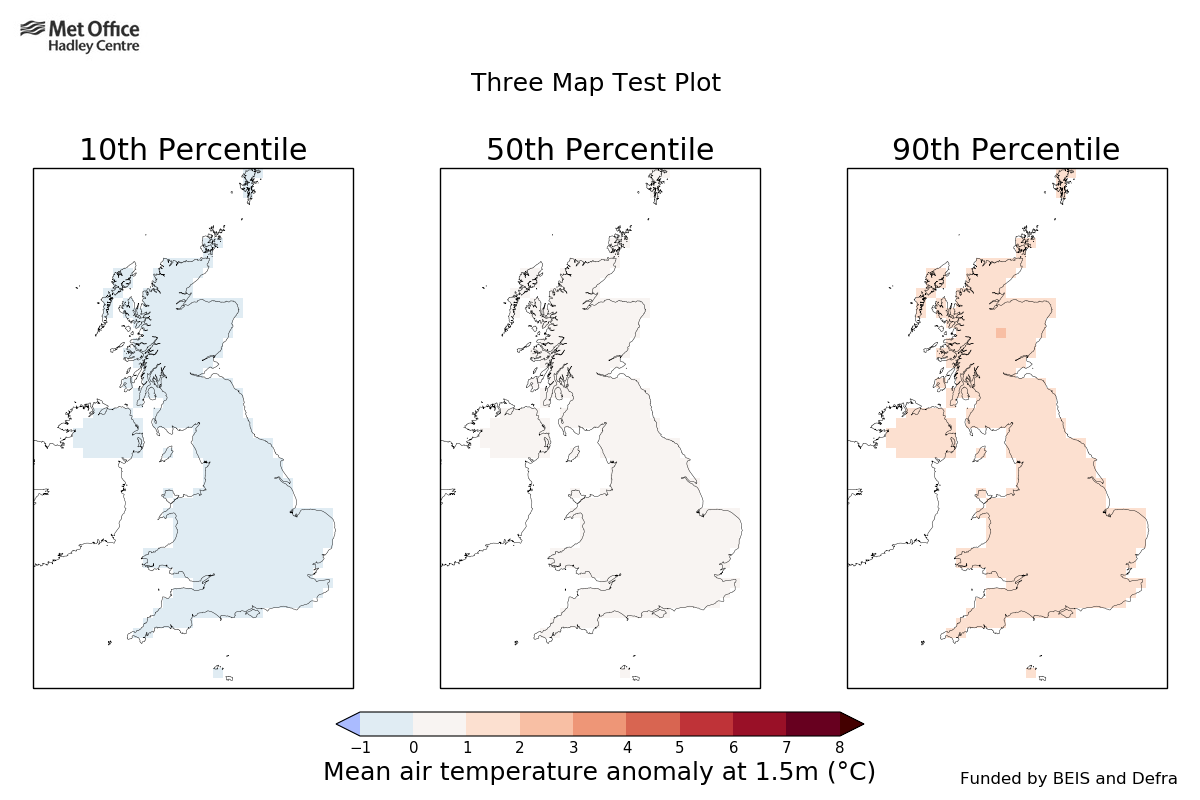 Met Office
Hadley Centre
Three Map Test Plot
10th Percentile
50th Percentile
90th Percentile
−1 0 1 2 3 4 5 6 7 8
Mean air temperature anomaly at 1.5m (°C)
Funded by BEIS and Defra